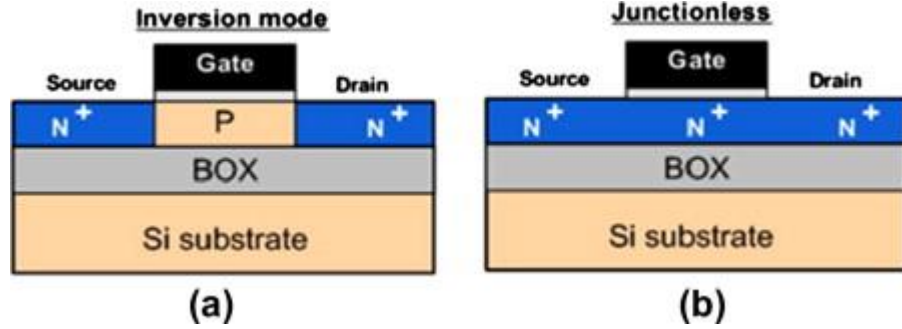 Inversion mode
Gate
Source
Drain
N+
P
N+
BOX
Si substrate
(a)
Junctionless
Gate
Source
Drain
N+
N+
N+
BOX
Si substrate
(b)